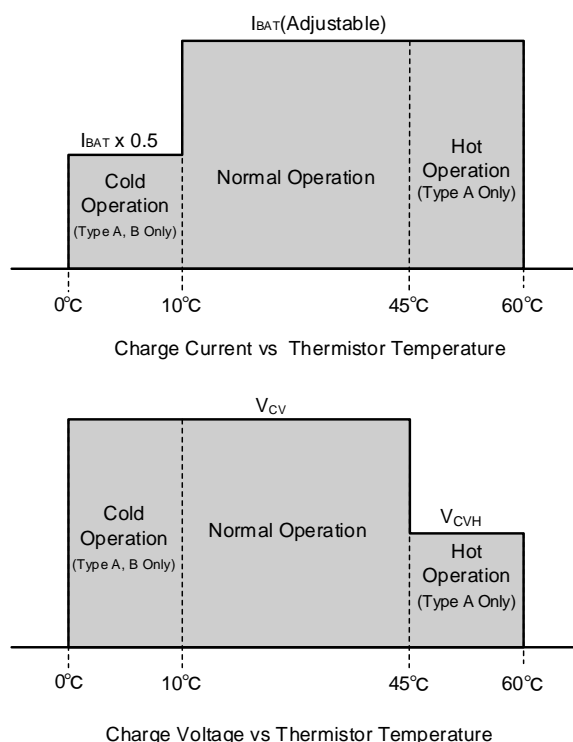 IBAT(Adjustable)
IBAT x 0.5
Cold
Operation
(Type A, B Only)
Normal Operation
Hot
Operation
(Type A Only)
0℃
10℃
45℃
60℃
Charge Current vs Thermistor Temperature
VCV
VCVH
Cold
Operation
(Type A, B Only)
Normal Operation
Hot
Operation
(Type A Only)
0℃
10℃
45℃
60℃
Charge Voltage vs Thermistor Temperature